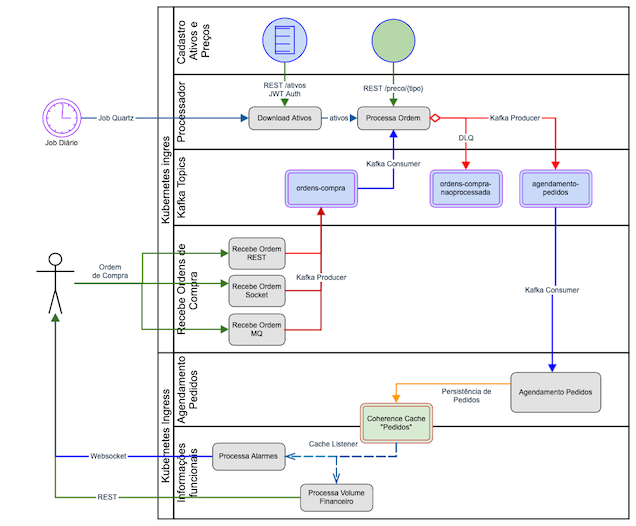 Cadastro
Ativos e
Preços
REST /ativos
JWT Auth
REST /preco/{tipo}
Kubernetes ingres
Processador
Job Diário
Job Quartz
Download Ativos
ativos
Processa Ordem
Kafka Producer
DLQ
Kafka Topics
Kafka Consumer
ordens-compra
ordens-compra-
naoprocessada
agendamento-
pedidos
Recebe Ordens de
Compra
Ordem
de Compra
Recebe Ordem
REST
Recebe Ordem
Socket
Recebe Ordem
MQ
Kafka Producer
Kafka Consumer
Kubernetes Ingress
Agendamento
Pedidos
Agendamento Pedidos
Persistência de
Pedidos
Coherence Cache
"Pedidos"
Informações
funcionais
Cache Listener
Websocket
Processa Alarmes
REST
Processa Volume
Financeiro